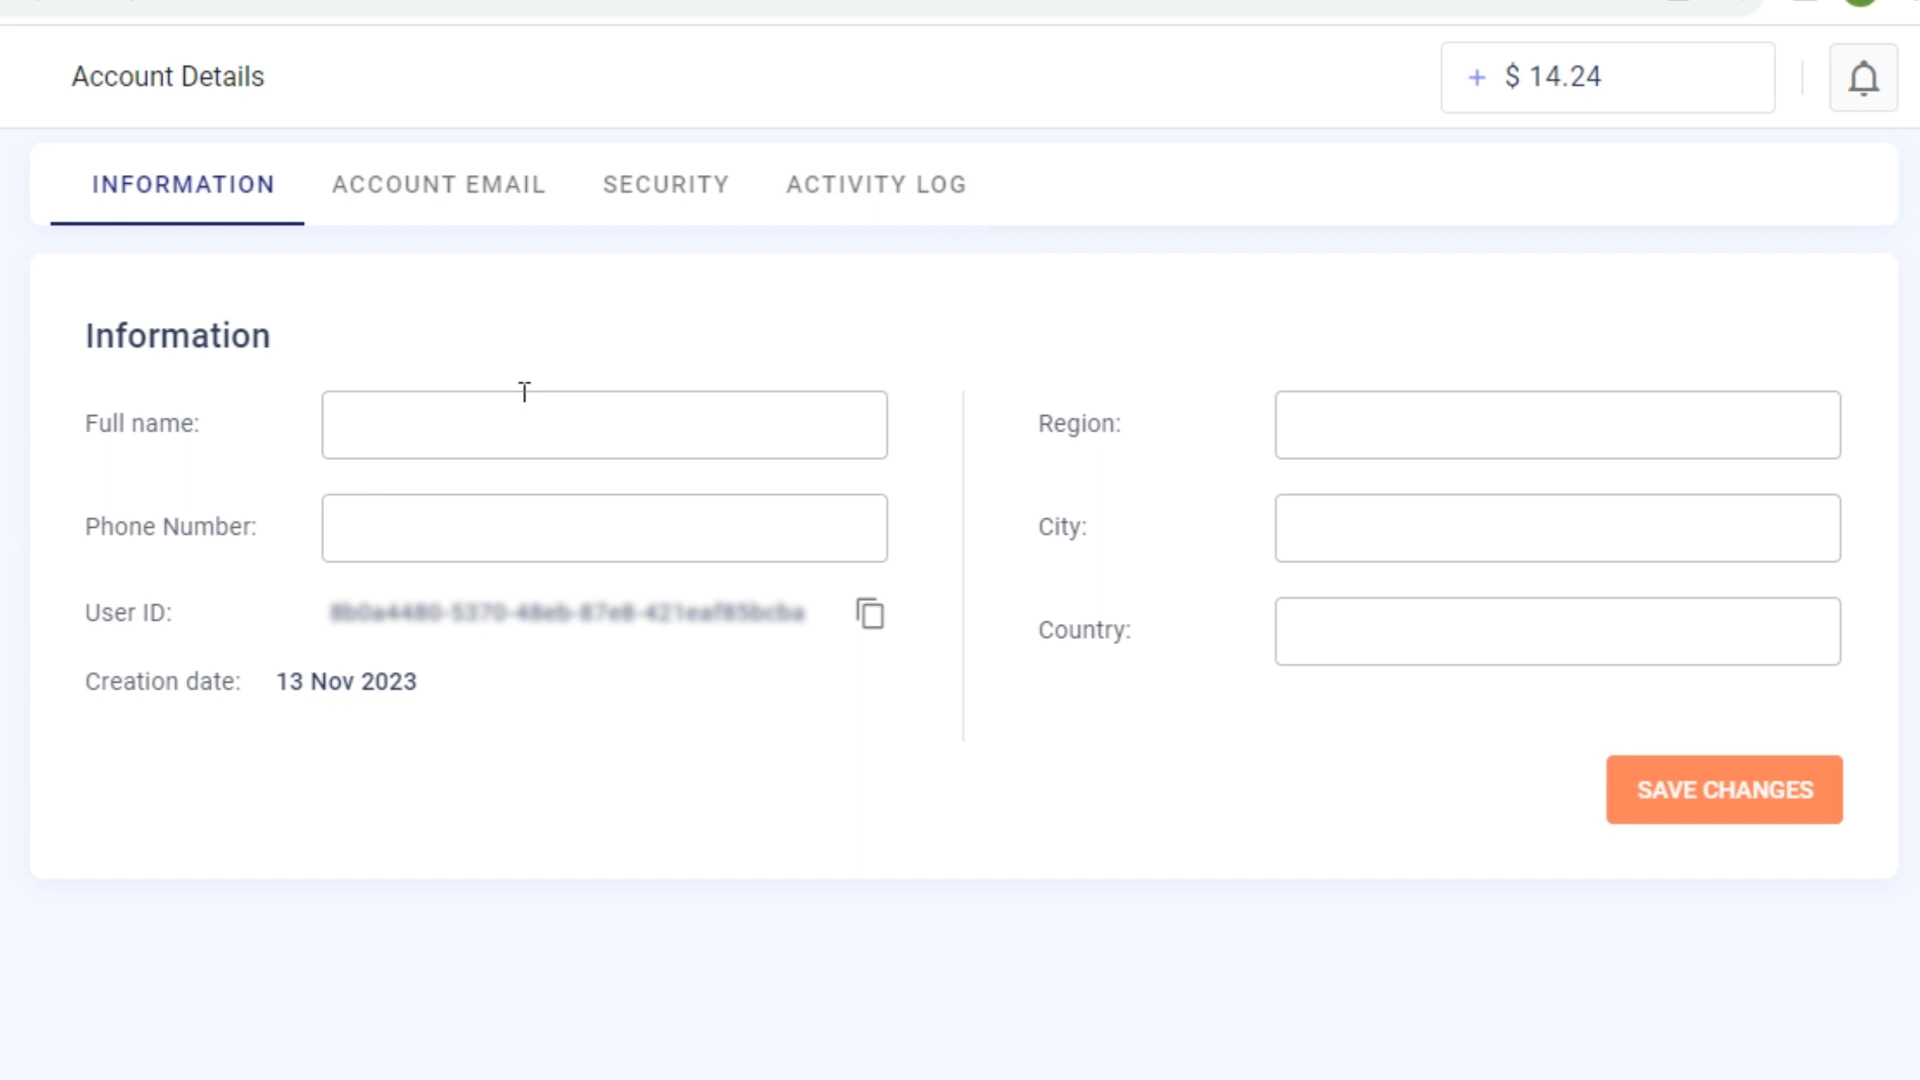 Account Details
+ $ 14.24
INFORMATION ACCOUNT EMAIL SECURITY ACTIVITY LOG
Information
Full name:
Region:
Phone Number:
City:
User ID:
Country:
Creation date: 13 Nov 2023
SAVE CHANGES